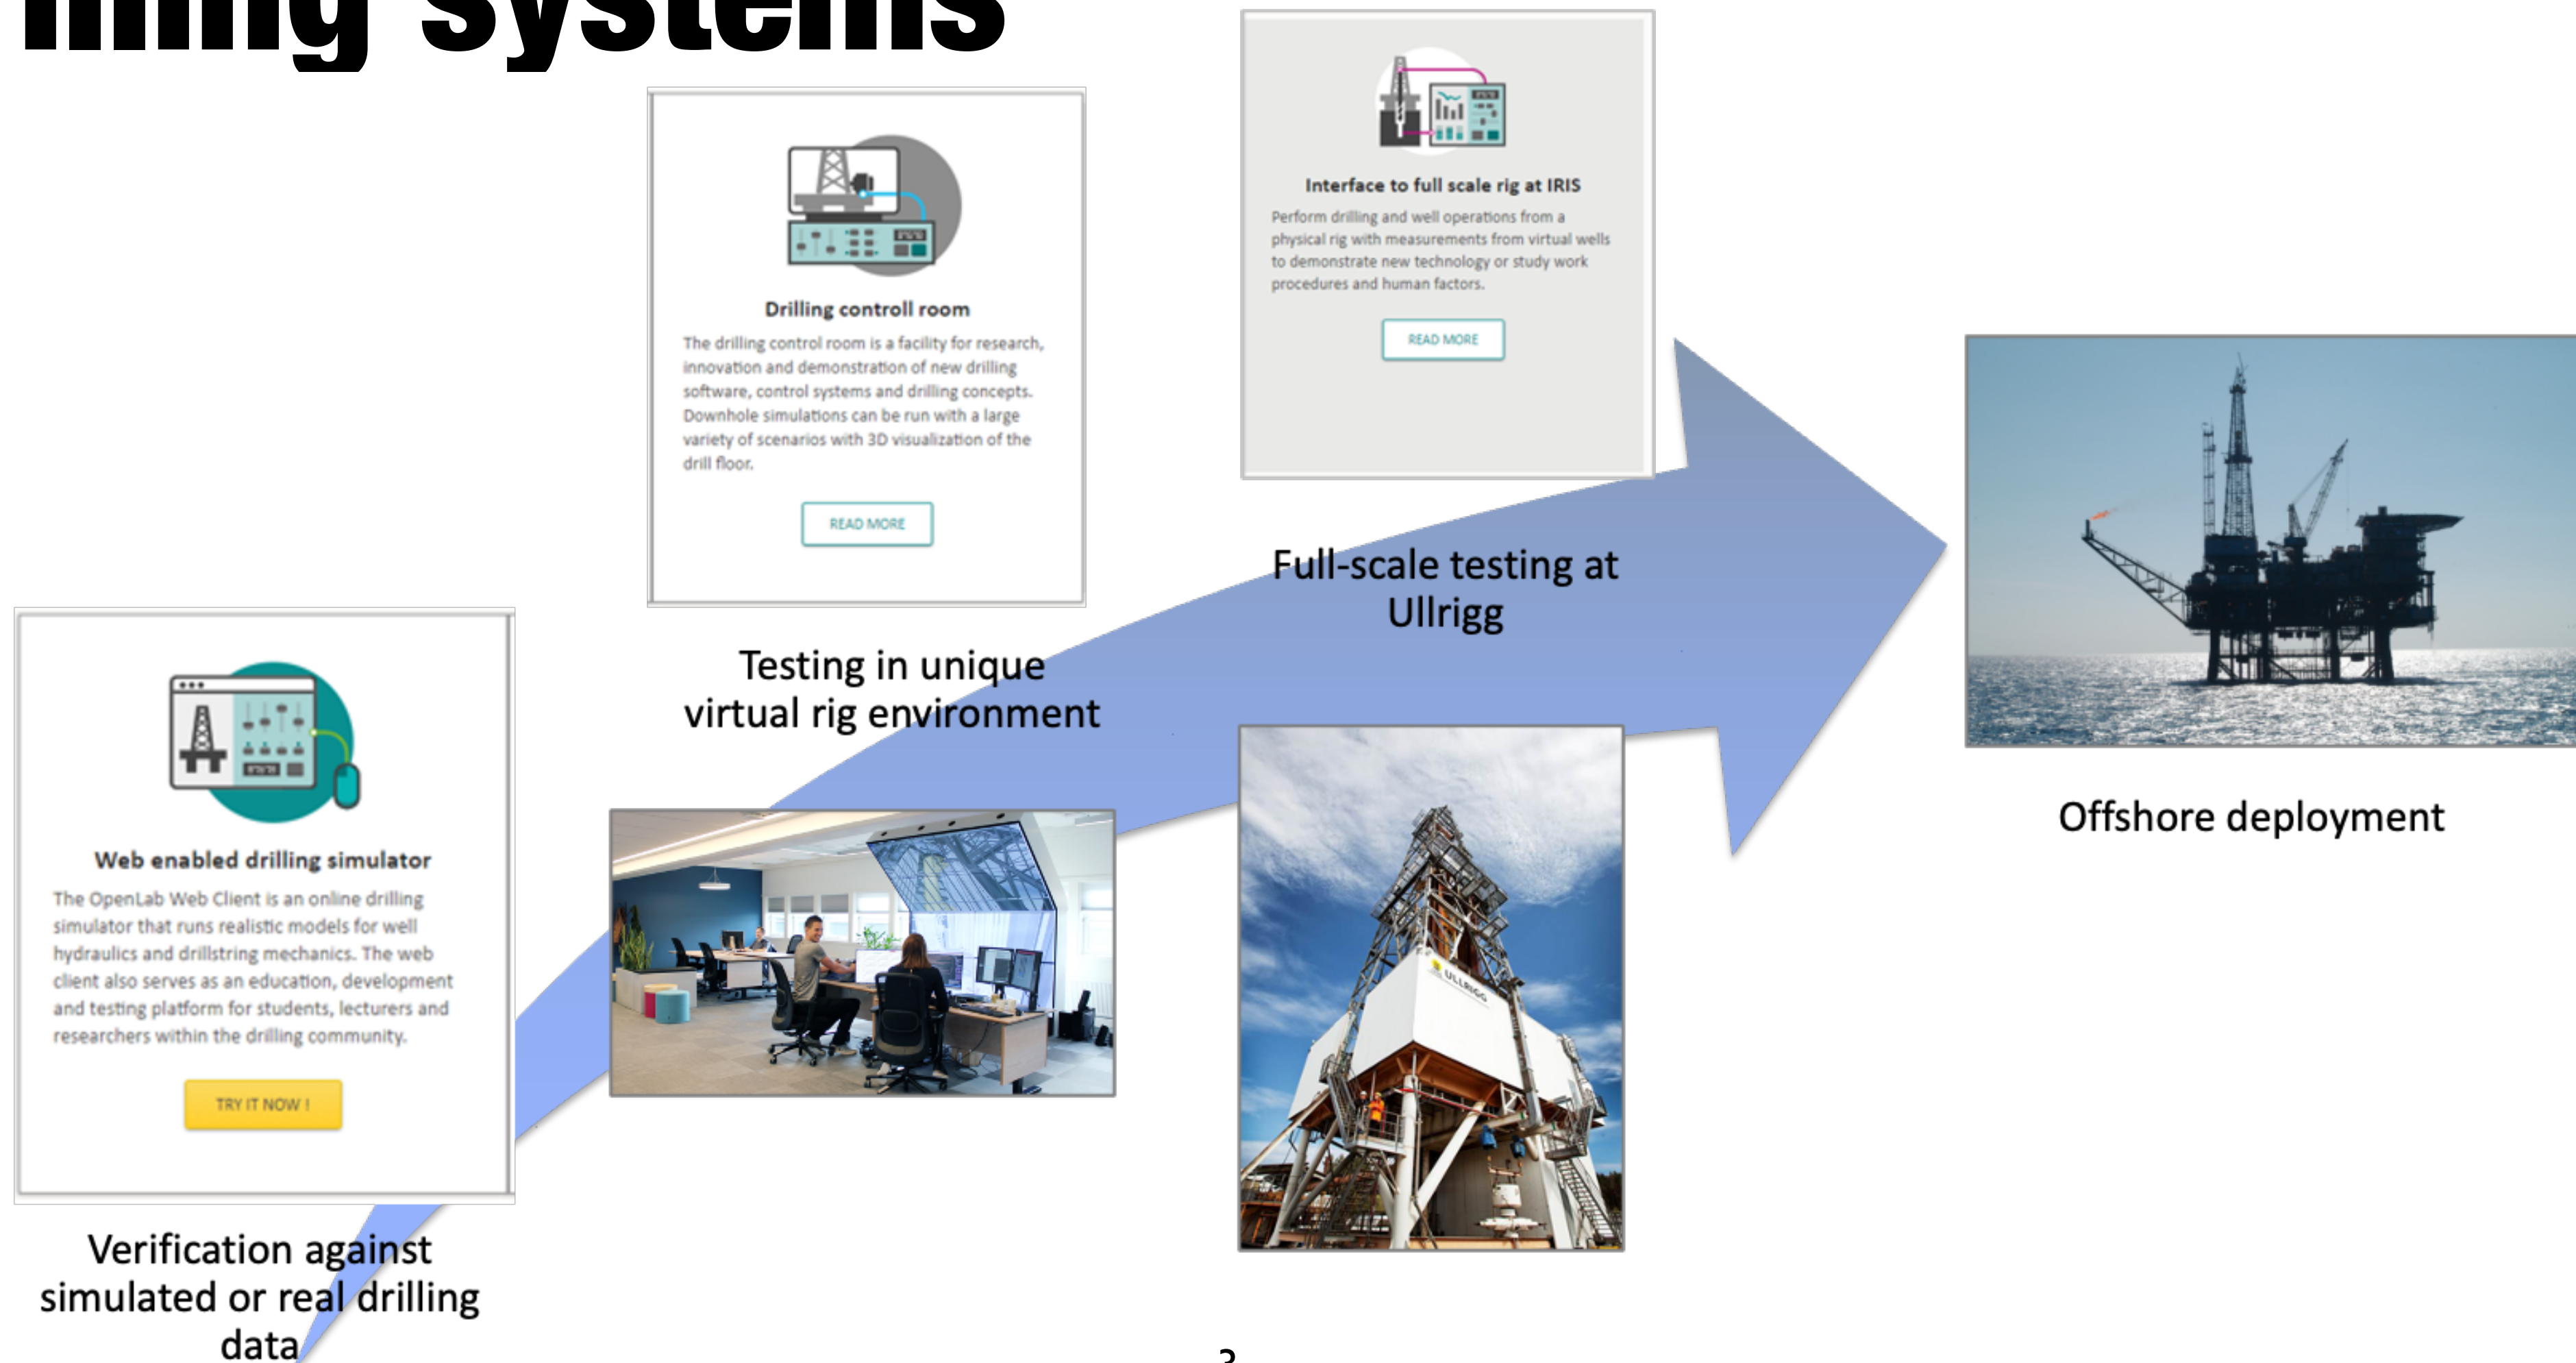 Systems
Drilling controll room
The drilling control room is a facility for research,
innovation and demonstration of new drilling
software, control systems and drilling concepts.
Downhole simulations can be run with a large
variety of scenarios with 3D visualization of the
drill floor.
READ MORE
Testing in unique
virtual rig environment
Interface to full scale rig at IRIS
Perform drilling and well operations from a
physical rig with measurements from virtual wells
to demonstrate new technology or study work
procedures and human factors.
READ MORE
Full-scale testing at
Ullrigg
ULLRIGG
Offshore deployment
Web enabled drilling simulator
The OpenLab Web Client is an online drilling
simulator that runs realistic models for well
hydraulics and drillstring mechanics. The web
client also serves as an education, development
and testing platform for students, lecturers and
researchers within the drilling community.
TRY IT NOW !
Verification against
simulated or real drilling
data
3